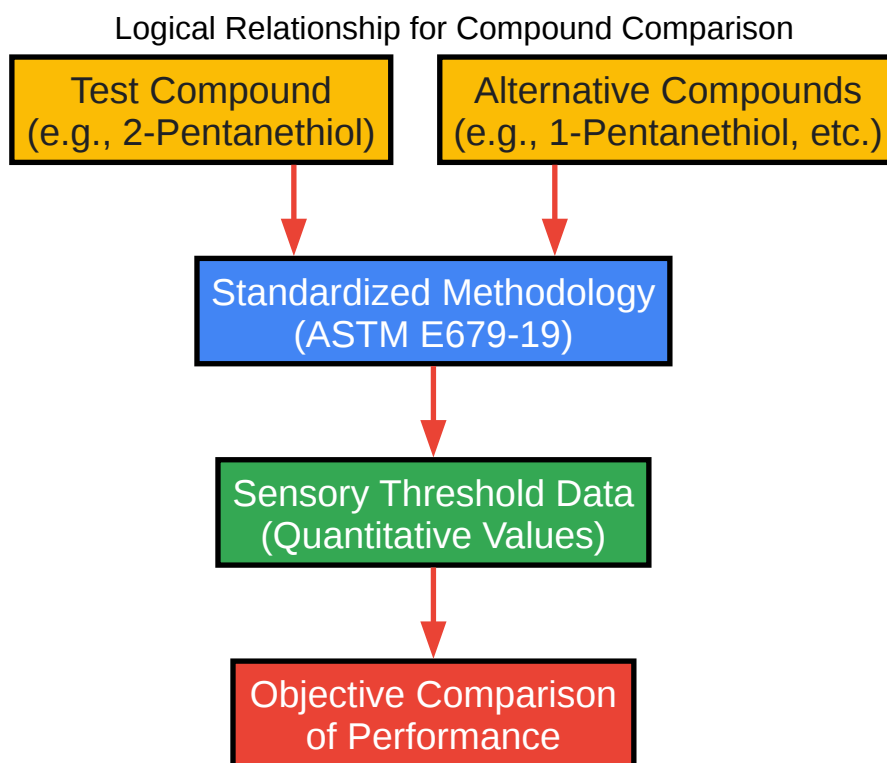 Logical Relationship for Compound Comparison
Test Compound
(e.g., 2-Pentanethiol)
Alternative Compounds
(e.g., 1-Pentanethiol, etc.)
Standardized Methodology
(ASTM E679-19)
Sensory Threshold Data
(Quantitative Values)
Objective Comparison
of Performance